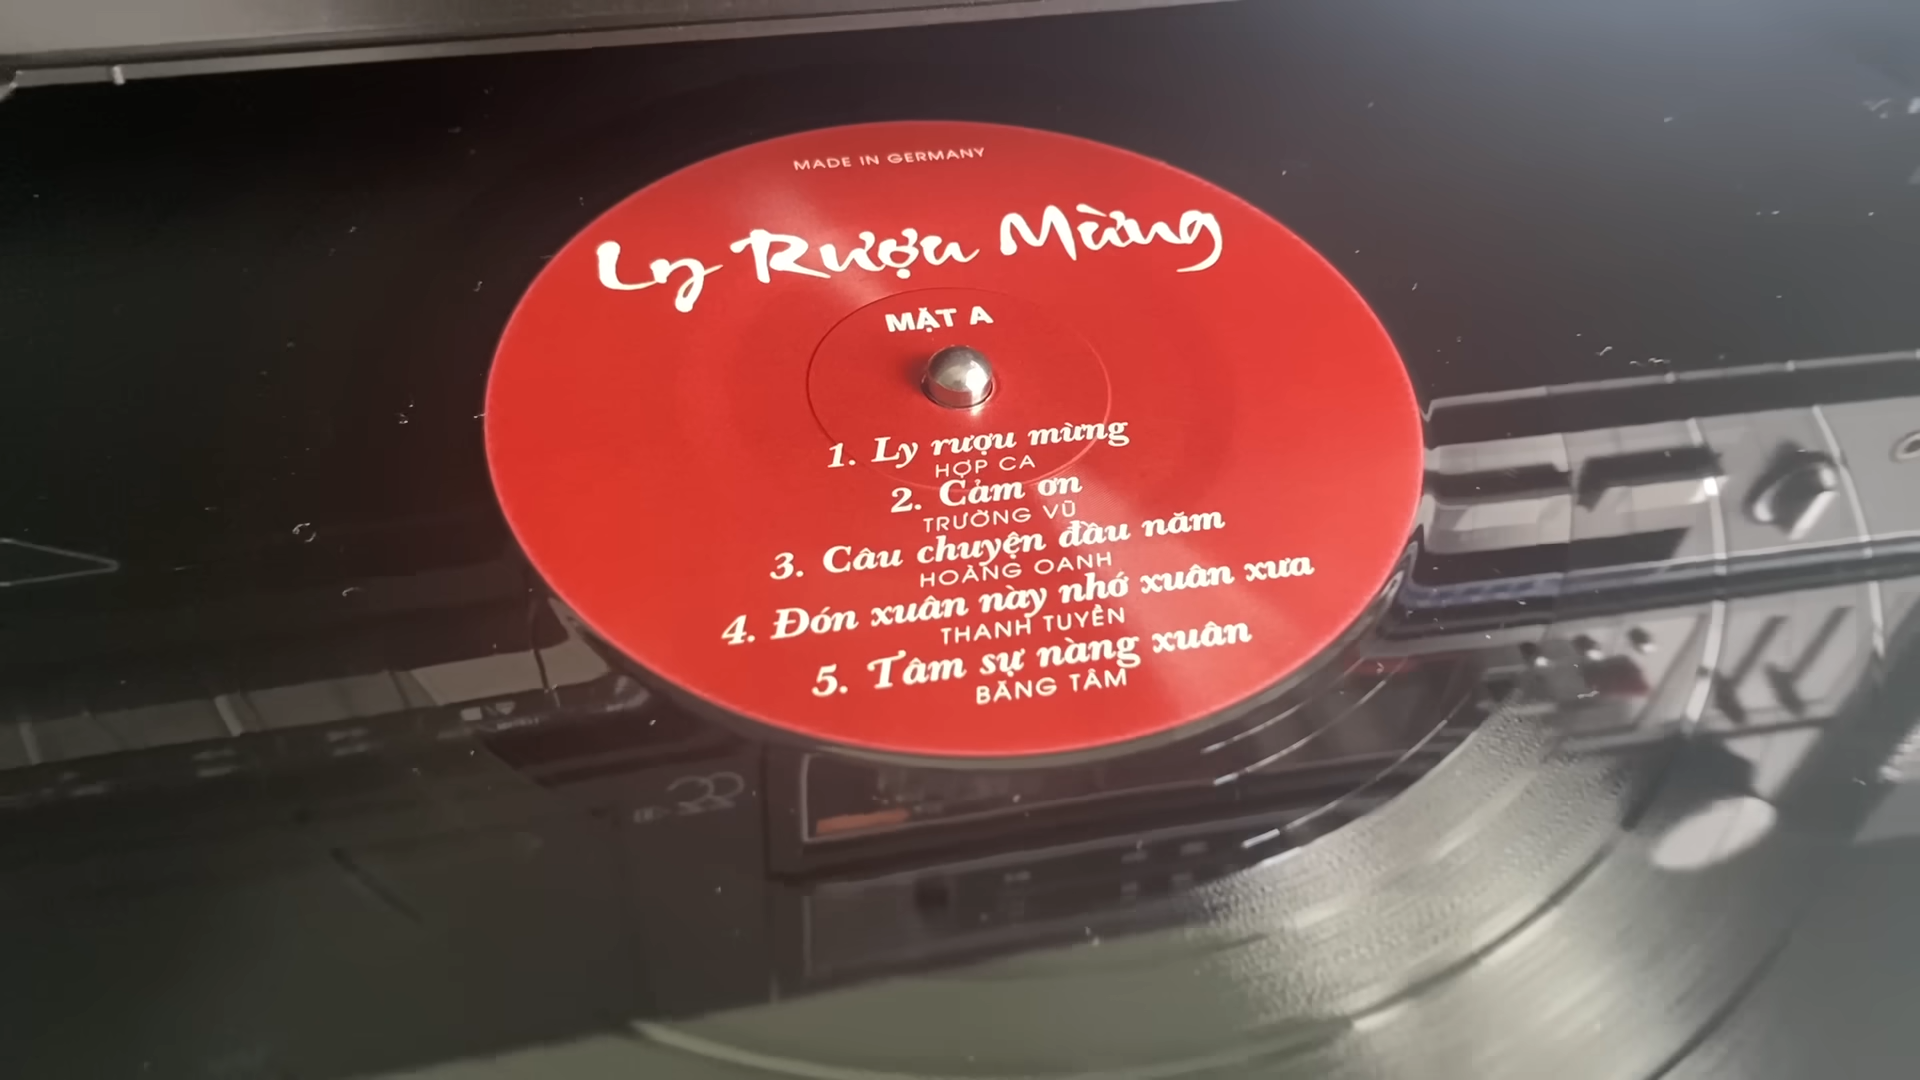 MADE IN GERMANY
Ly Rượu Mừng
MẶT A
1. Ly rượu mừng
HỢP CA
2. Cảm ơn
TRƯỜNG VŨ
3. Câu chuyện đầu năm
HOÀNG OANH
4. Đón xuân này nhớ xuân xưa
THANH TUYỀN
5. Tâm sự nàng xuân
BĂNG TÂM